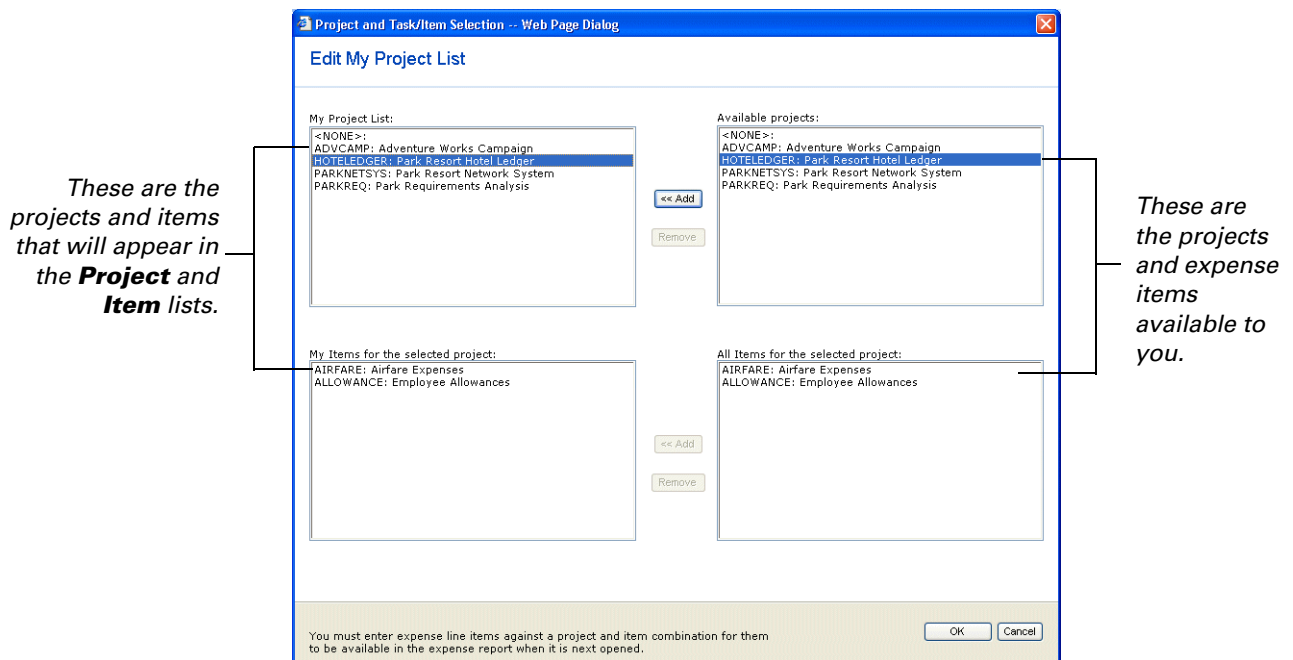 Project and Task/Item Selection -- Web Page Dialog
Edit My Project List
My Project List:
<NONE>:
ADVCAMP: Adventure Works Campaign
HOTELEDGER: Park Resort Hotel Ledger
PARKNETSYS: Park Resort Network System
PARKREQ: Park Requirements Analysis
<< Add
Remove
Available projects:
<NONE>:
ADVCAMP: Adventure Works Campaign
HOTELEDGER: Park Resort Hotel Ledger
PARKNETSYS: Park Resort Network System
PARKREQ: Park Requirements Analysis
These are the
projects and items
that will appear in
the Project and
Item lists.
These are
the projects
and expense
items
available to
you.
My Items for the selected project:
AIRFARE: Airfare Expenses
ALLOWANCE: Employee Allowances
<< Add
Remove
All Items for the selected project:
AIRFARE: Airfare Expenses
ALLOWANCE: Employee Allowances
You must enter expense line items against a project and item combination for them
to be available in the expense report when it is next opened.
OK
Cancel